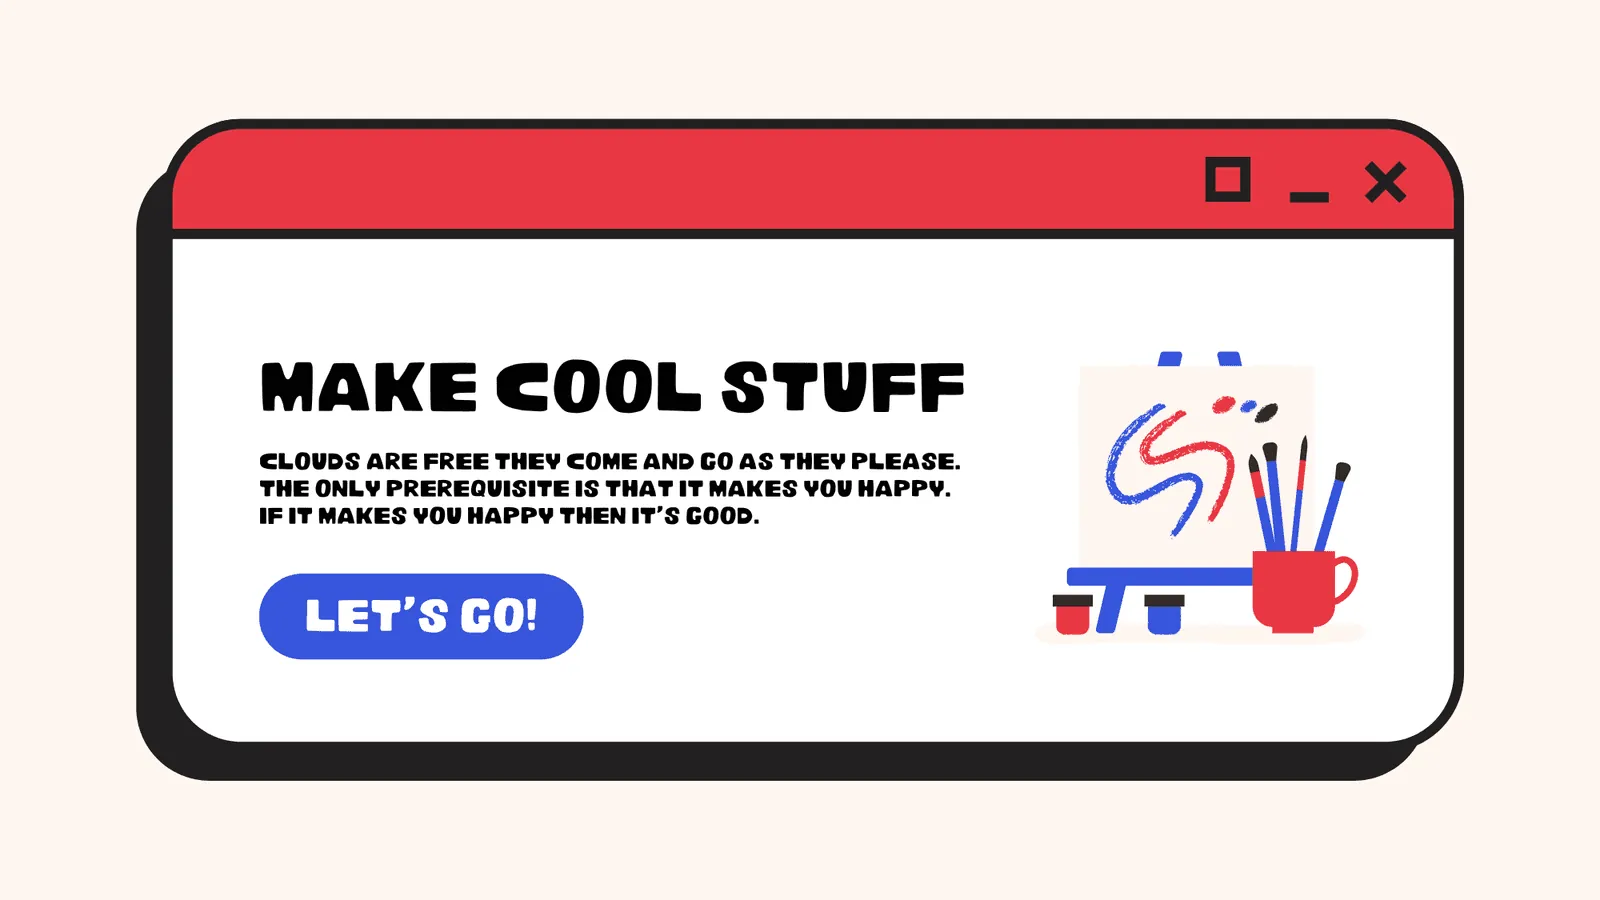 MAKE COOL STUFF
CLOUDS ARE FREE THEY COME AND GO AS THEY PLEASE.
THE ONLY PREREQUISITE IS THAT IT MAKES YOU HAPPY.
IF IT MAKES YOU HAPPY THEN IT'S GOOD.
LET'S GO!